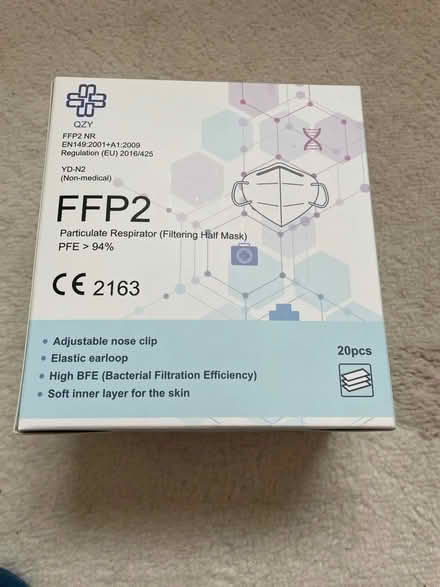 QZY
FFP2 NR
EN149:2001+A1:2009
Regulation (EU) 2016/425
YD-N2
(Non-medical)
FFP2
Particulate Respirator (Filtering Half Mask)
PFE > 94%
CE 2163
• Adjustable nose clip
• Elastic earloop
• High BFE (Bacterial Filtration Efficiency)
• Soft inner layer for the skin
20pcs